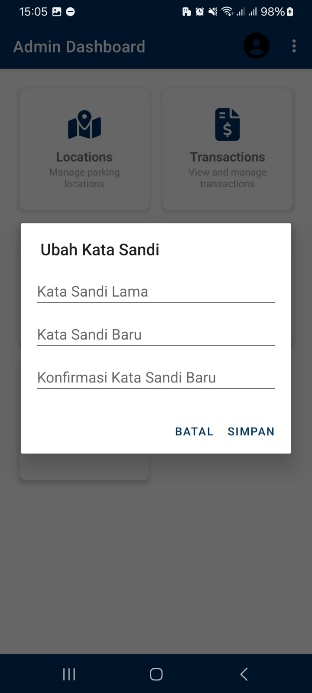 15:05
98%
Admin Dashboard
Locations
Manage parking
locations
Transactions
View and manage
transactions
Ubah Kata Sandi
Kata Sandi Lama
Kata Sandi Baru
Konfirmasi Kata Sandi Baru
BATAL
SIMPAN